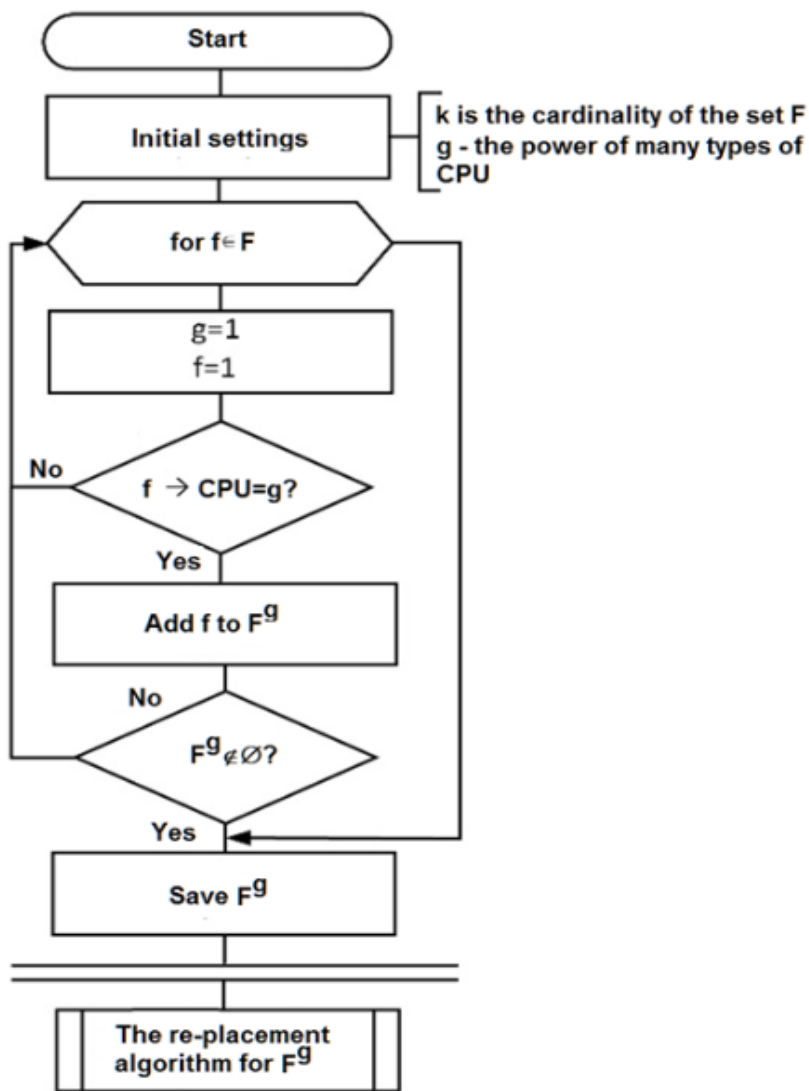 Start
Initial settings
k is the cardinality of the set F
g - the power of many types of
CPU
for f∈ F
g=1
f=1
No
f → CPU=g?
Yes
Add f to F^g
No
F^g ∉∅?
Yes
Save F^g
The re-placement
algorithm for F^g